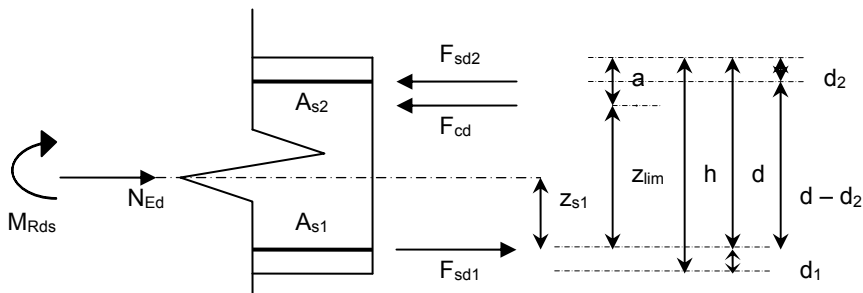 F_sd2
A_s2
F_cd
a
d_2
M_Rds
N_Ed
z_s1
z_lim
h
d
d – d_2
A_s1
F_sd1
d_1